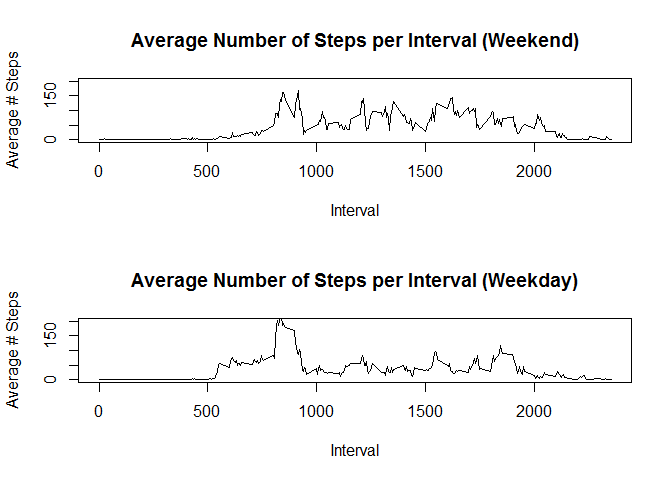 Average Number of Steps per Interval (Weekend)
Average # Steps
150
0
0 500 1000 1500 2000
Interval
Average Number of Steps per Interval (Weekday)
Average # Steps
150
0
0 500 1000 1500 2000
Interval